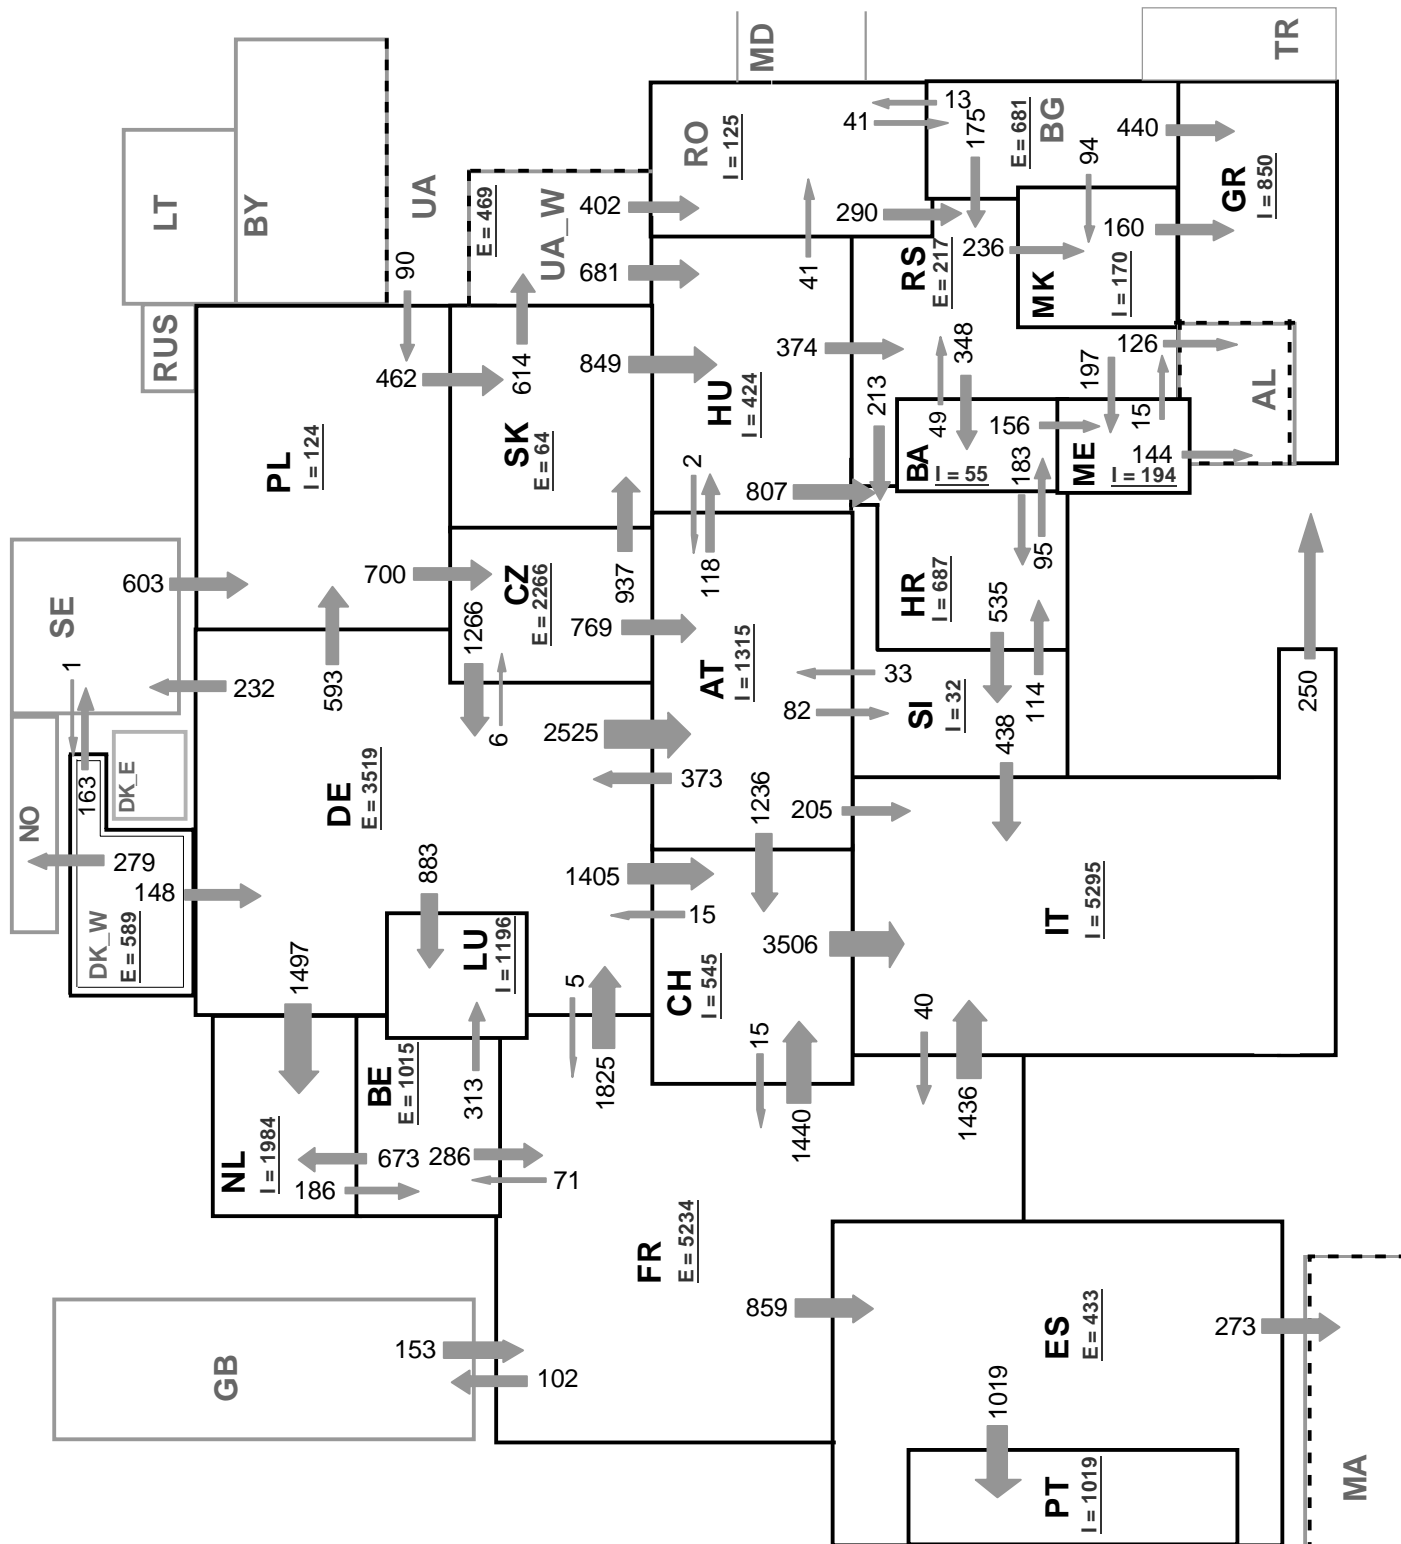 MD
TR
LT
BY
UA
RUS
UA_W
E = 469
402
681
90
RO
I = 125
13
41
175
E = 681
BG
94
440
GR
I = 850
290
41
RS
E = 217
236
MK
I = 170
160
126
AL
PL
I = 124
462
614
SK
E = 64
849
HU
I = 424
374
213
348
49
BA
I = 55
156
183
197
15
ME
I = 194
144
2
807
118
937
95
HR
I = 687
535
114
SE
603
1
232
700
593
CZ
E = 2266
1266
6
769
AT
I = 1315
33
82
SI
I = 32
438
250
NO
DK_E
163
279
148
DK_W
E = 589
DE
E = 3519
2525
373
1236
205
883
1405
15
1497
LU
I = 1196
5
1825
CH
I = 545
3506
IT
I = 5295
15
1440
40
1436
NL
I = 1984
BE
E = 1015
313
673
186
286
71
FR
E = 5234
859
GB
153
102
ES
E = 433
273
1019
PT
I = 1019
MA